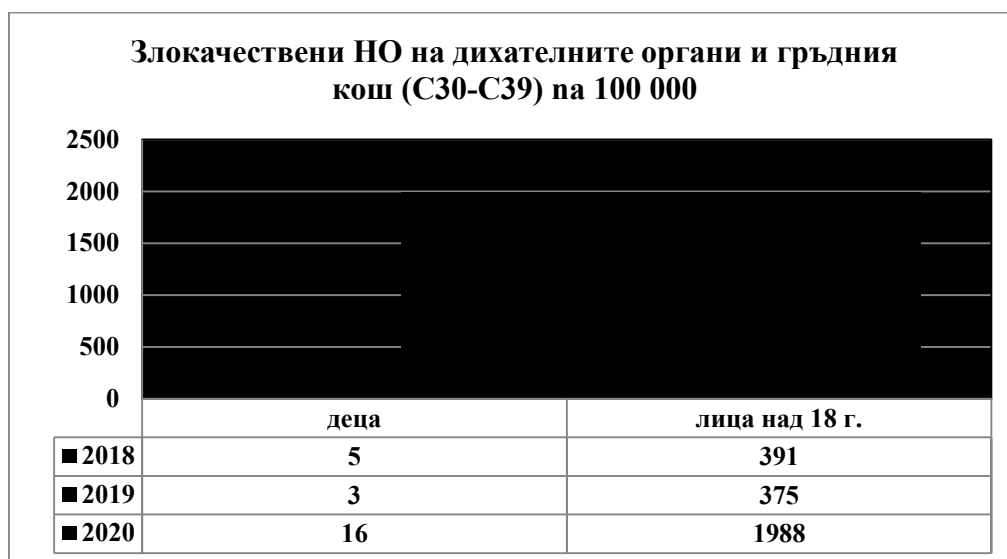 Злокачествени НО на дихателните органи и гръдния
кош (С30-С39) na 100 000
2500
2000
1500
1000
500
0
деца лица над 18 г.
2018 5 391
2019 3 375
2020 16 1988